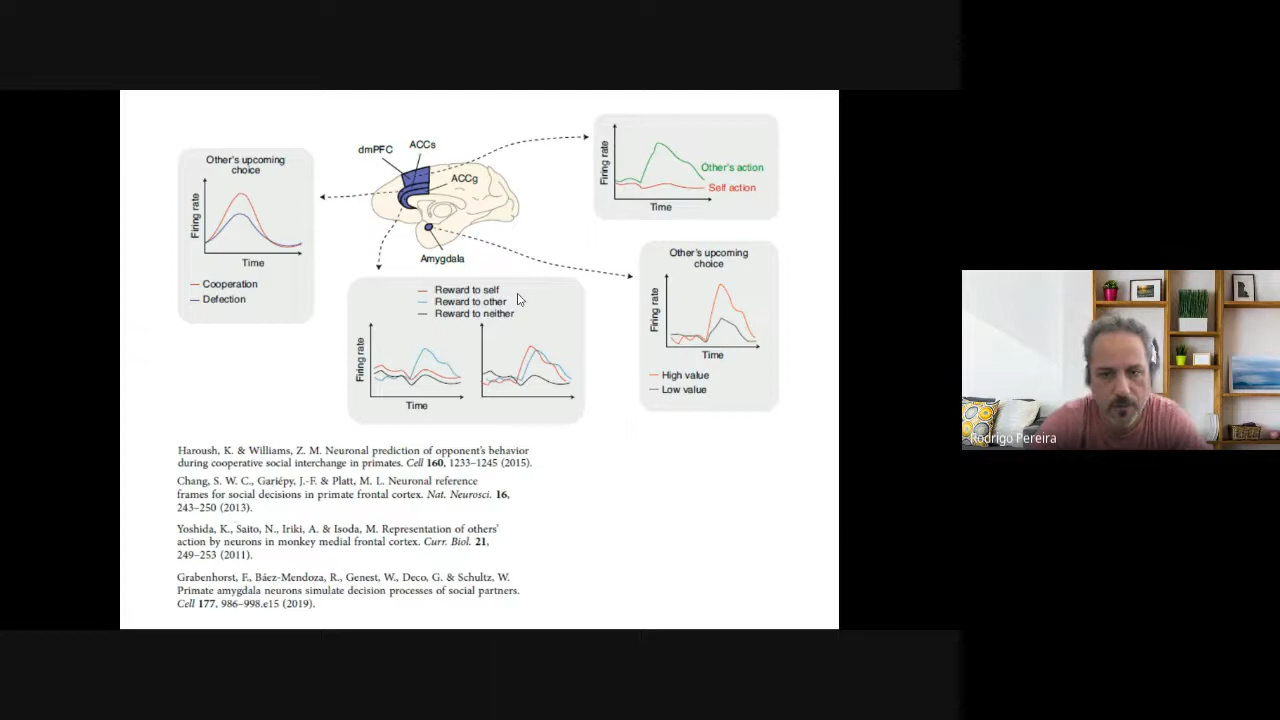 dmPFC
ACCs
ACCg
Amygdala
Other's upcoming
choice
Firing rate
Time
Cooperation
Defection
Firing rate
Other's action
Self action
Time
Reward to self
Reward to other
Reward to neither
Firing rate
Time
Other's upcoming
choice
Firing rate
Time
High value
Low value
Haroush, K. & Williams, Z. M. Neuronal prediction of opponent's behavior
during cooperative social interchange in primates. Cell 160, 1233–1245 (2015).
Chang, S. W. C., Gariépy, J.-F. & Platt, M. L. Neuronal reference
frames for social decisions in primate frontal cortex. Nat. Neurosci. 16,
243–250 (2013).
Yoshida, K., Saito, N., Iriki, A. & Isoda, M. Representation of others'
action by neurons in monkey medial frontal cortex. Curr. Biol. 21,
249–253 (2011).
Grabenhorst, F., Báez-Mendoza, R., Genest, W., Deco, G. & Schultz, W.
Primate amygdala neurons simulate decision processes of social partners.
Cell 177, 986–998.e15 (2019).
Rodrigo Pereira